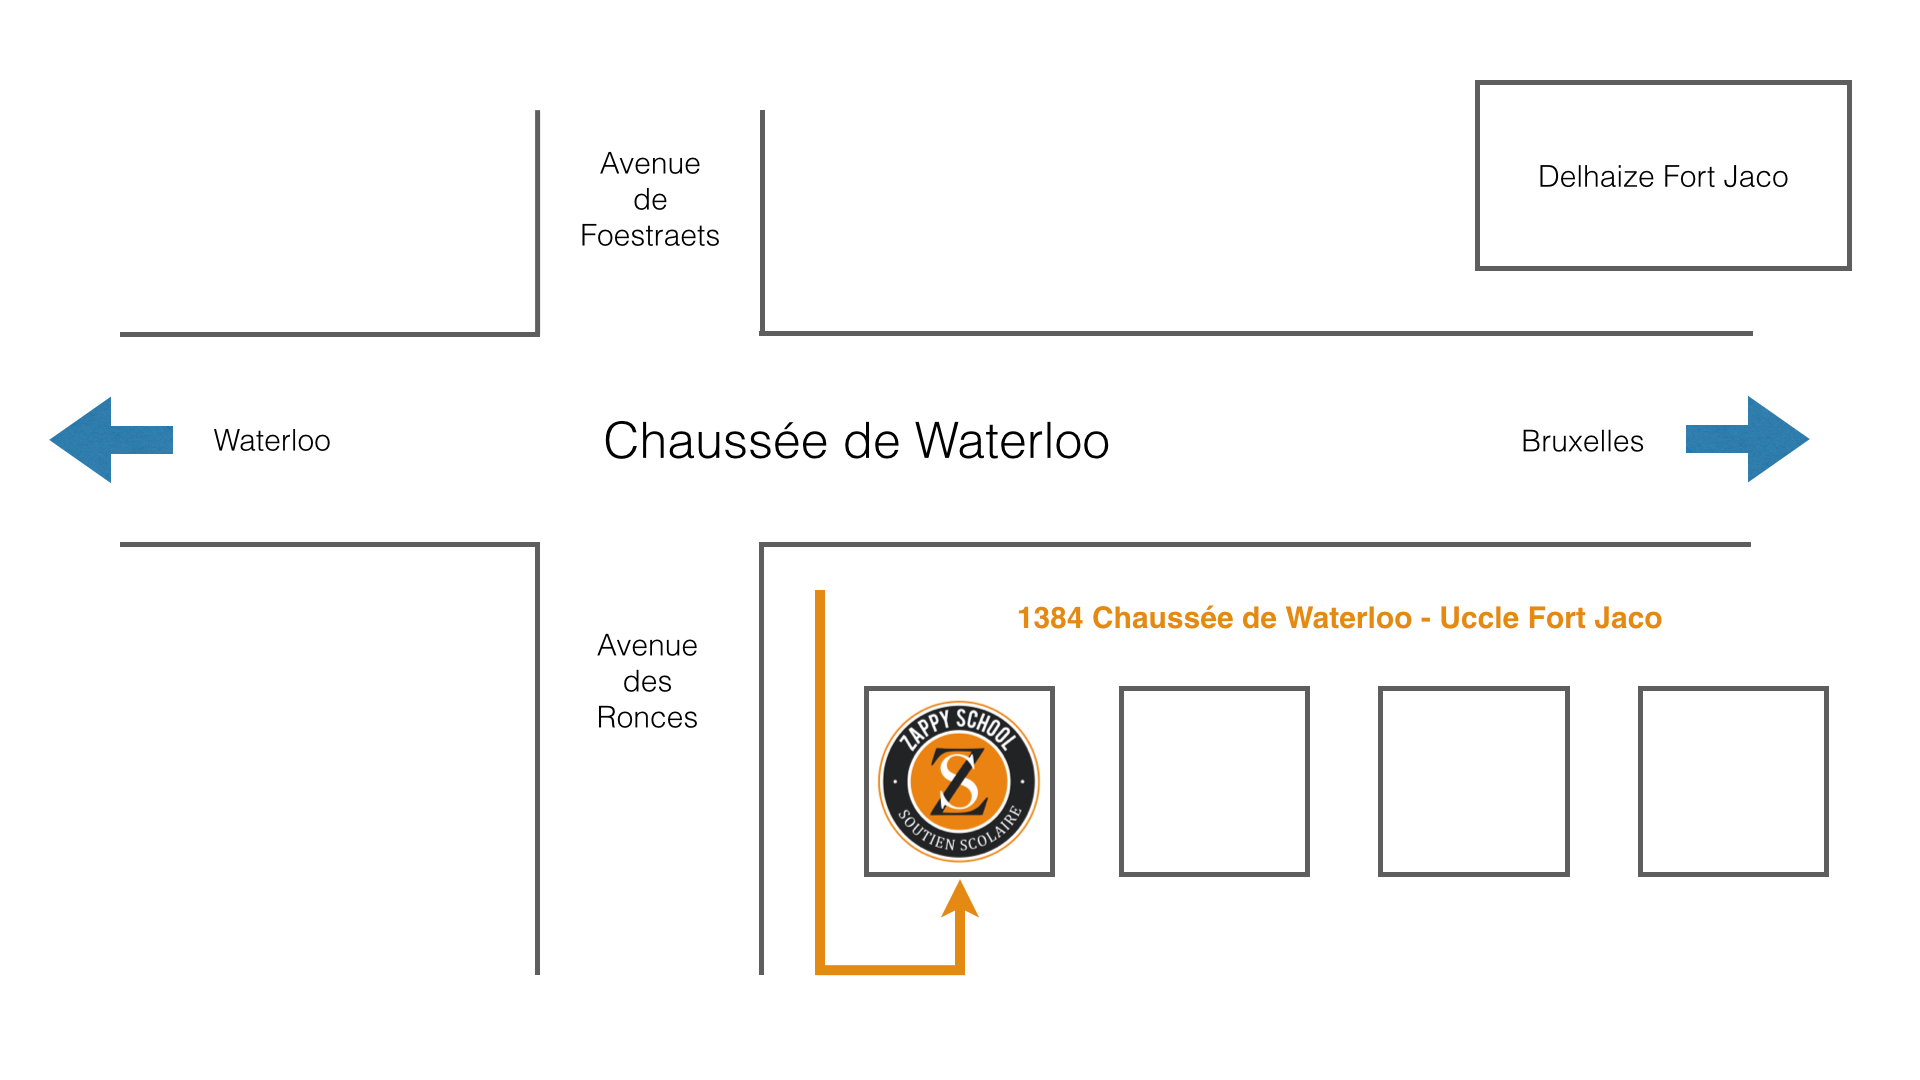 Avenue
de
Foestraets
Delhaize Fort Jaco
Waterloo
Chaussée de Waterloo
Bruxelles
Avenue
des
Ronces
1384 Chaussée de Waterloo - Uccle Fort Jaco
ZAPPY SCHOOL
ZS
SOUTIEN SCOLAIRE